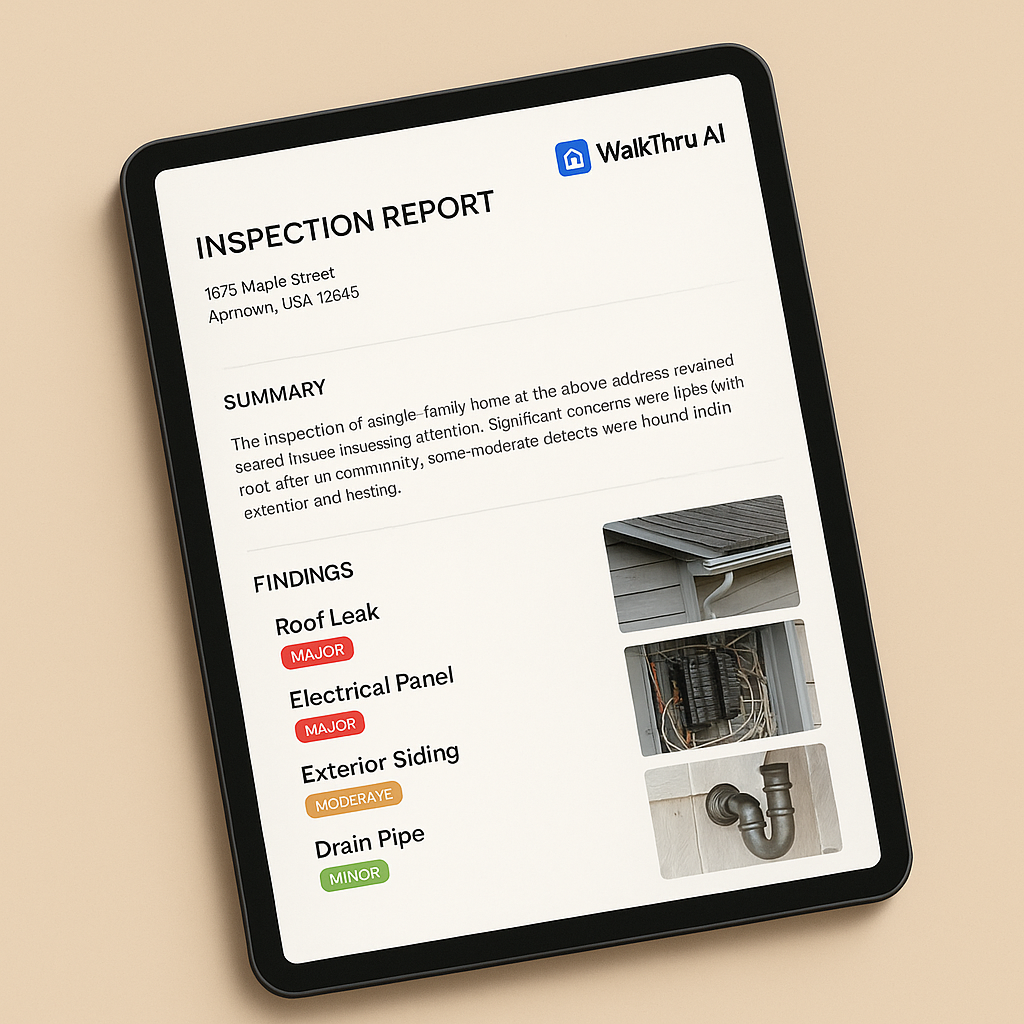 WalkThru AI
INSPECTION REPORT
1675 Maple Street
Aprnown, USA 12645
SUMMARY
The inspection of asingle-family home at the above address revained
seared Insuee insuessing attention. Significant concerns were lipès (with
root after un commınnity, some-moderate detects were hound indin
extentior and hesting.
FINDINGS
Roof Leak
MAJOR
Electrical Panel
MAJOR
Exterior Siding
MODERAYE
Drain Pipe
MINOR